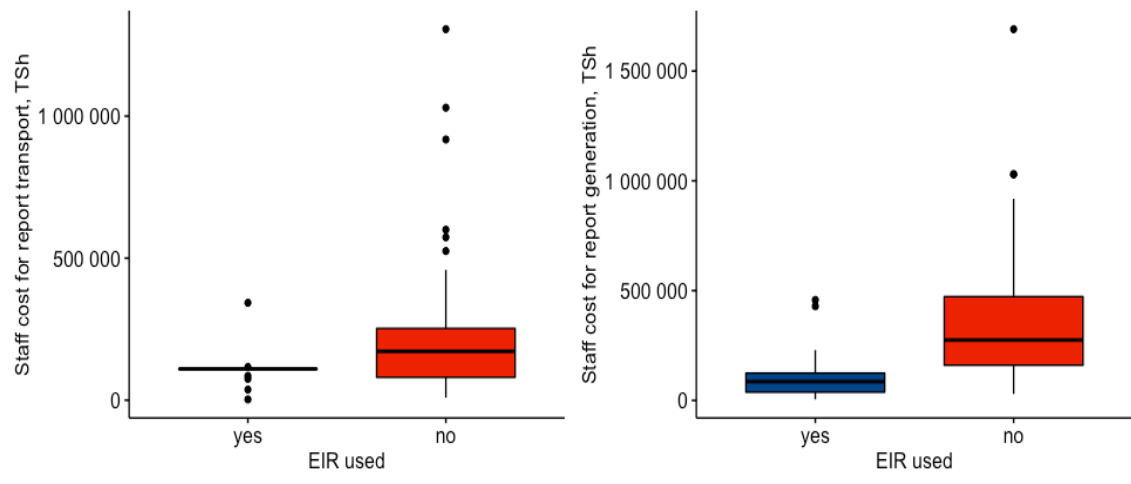 Staff cost for report transport, TSh
1 000 000
500 000
0
yes no
EIR used
Staff cost for report generation, TSh
1 500 000
1 000 000
500 000
0
yes no
EIR used